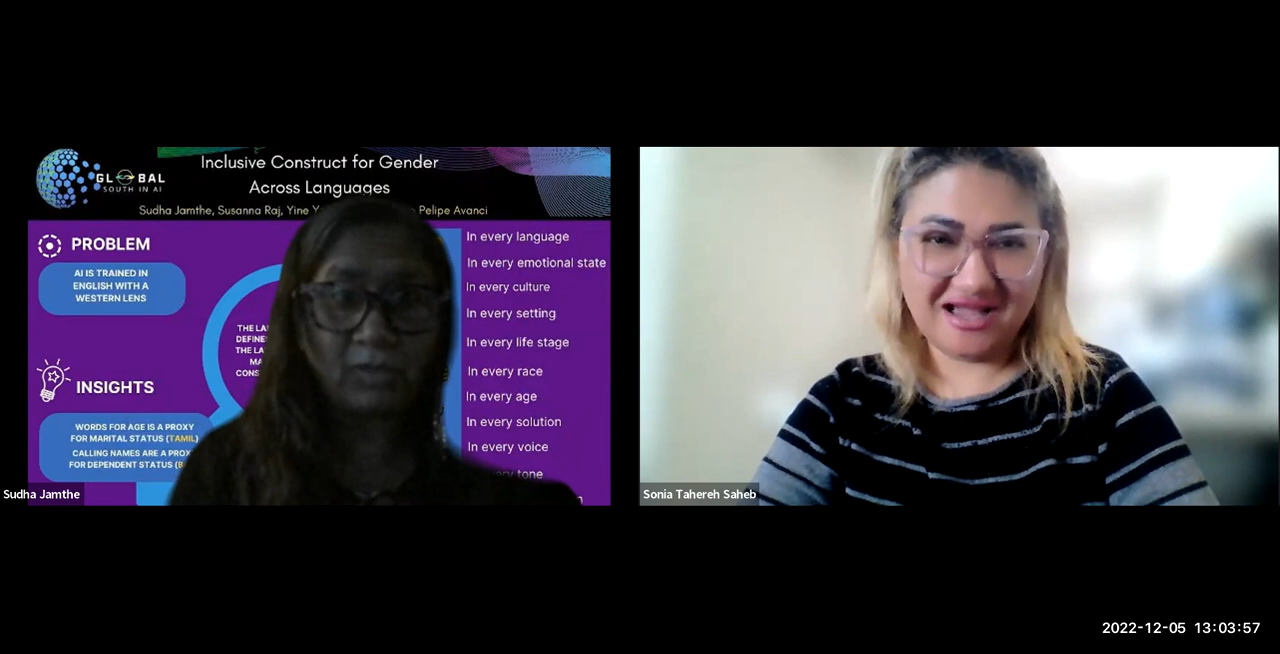 GLOBAL
SOUTH IN AI
Inclusive Construct for Gender
Across Languages
Sudha Jamthe, Susanna Raj, Yine Pelipe Avanci
PROBLEM
AI IS TRAINED IN
ENGLISH WITH A
WESTERN LENS
INSIGHTS
WORDS FOR AGE IS A PROXY
FOR MARITAL STATUS (TAMIL)
CALLING NAMES ARE A
FOR DEPENDENT STATUS
THE
In every language
In every emotional state
In every culture
In every setting
In every life stage
In every race
In every age
In every solution
In every voice
tone
Sudha Jamthe
Sonia Tahereh Saheb
2022-12-05 13:03:57